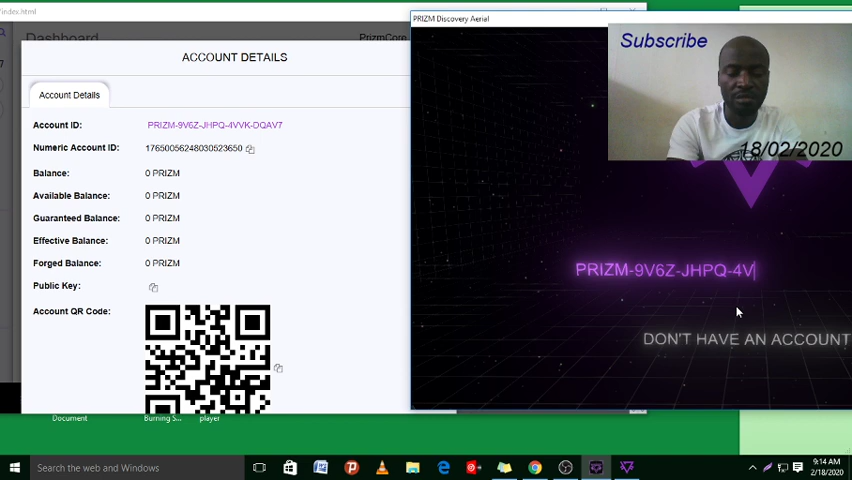 /index.html
Dashboard
PrizmCore
ACCOUNT DETAILS
Account Details
Account ID: PRIZM-9V6Z-JHPQ-4VVK-DQAV7
Numeric Account ID: 17650056248030523650
Balance: 0 PRIZM
Available Balance: 0 PRIZM
Guaranteed Balance: 0 PRIZM
Effective Balance: 0 PRIZM
Forged Balance: 0 PRIZM
Public Key:
Account QR Code:
PRIZM Discovery Aerial
Subscribe
18/02/2020
PRIZM-9V6Z-JHPQ-4V
DON'T HAVE AN ACCOUNT
Document
Burning S...
player
Search the web and Windows
9:14 AM
2/18/2020